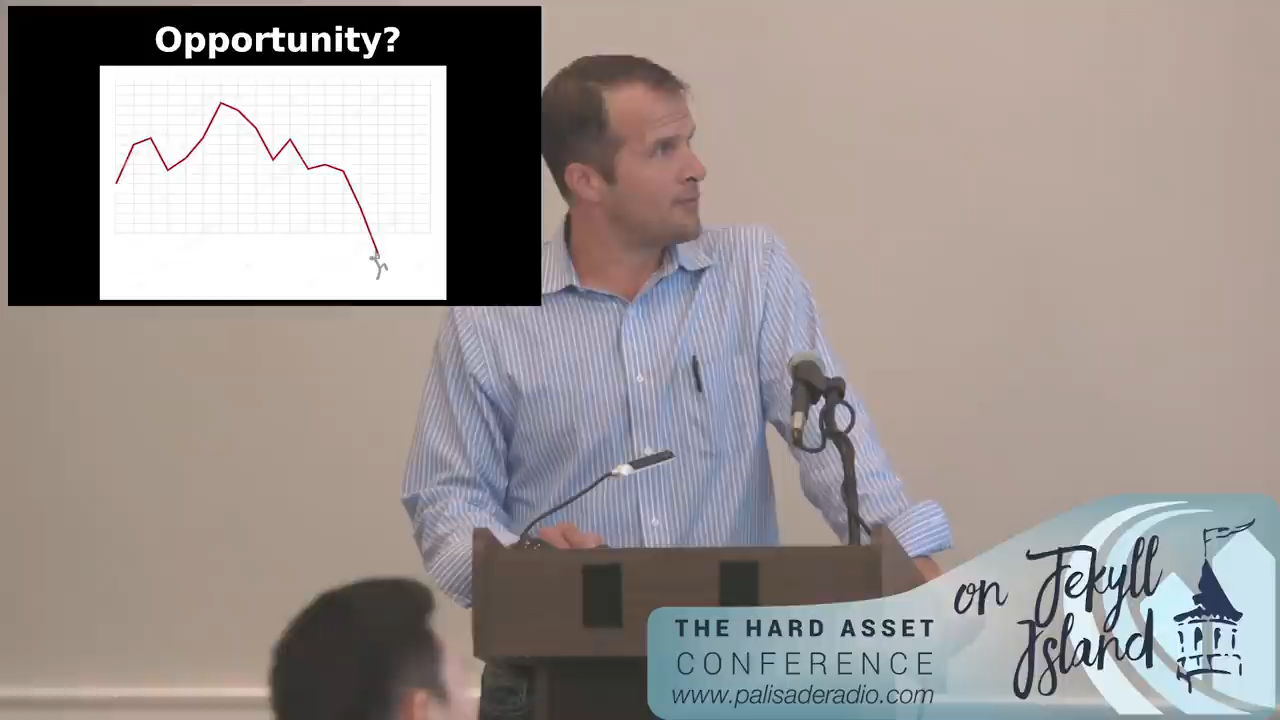 Opportunity?
on Jekyll
Island
THE HARD ASSET
CONFERENCE
www.palisaderadio.com